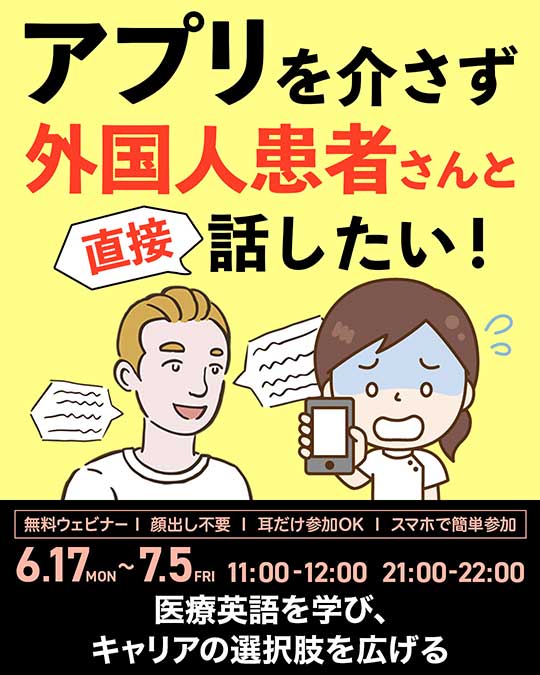 アプリを介さず
外国人患者さんと
直接 話したい！
無料ウェビナー | 顔出し不要 | 耳だけ参加OK | スマホで簡単参加
6.17MON～7.5FRI 11:00-12:00 21:00-22:00
医療英語を学び、
キャリアの選択肢を広げる